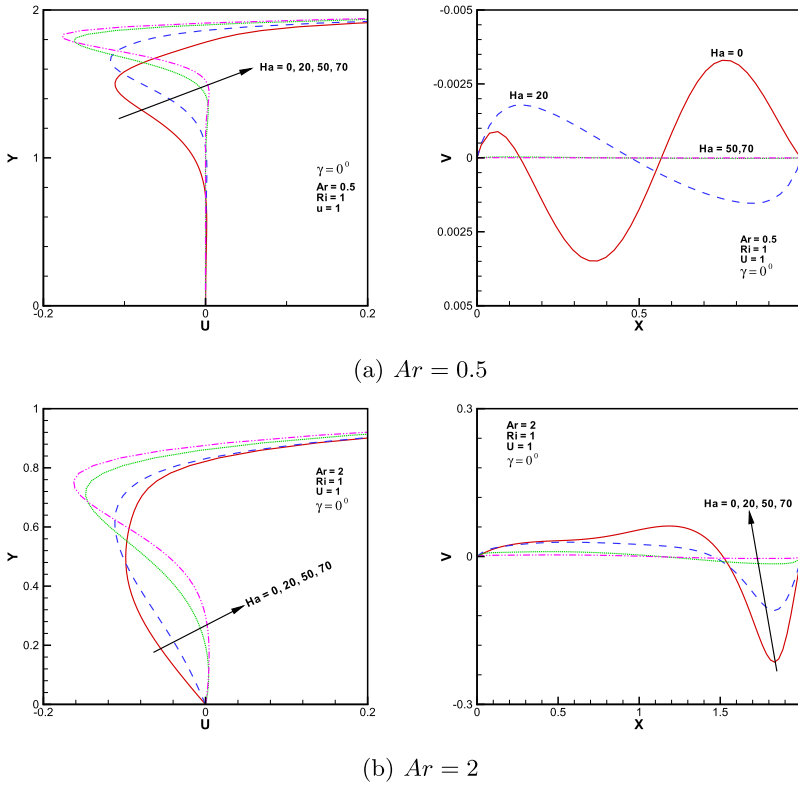 2
1
0
-0.2
0
0.2
Y
U
Ha = 0, 20, 50, 70
γ = 0⁰
Ar = 0.5
Ri = 1
u = 1
-0.005
-0.0025
0
0.0025
0.005
0
0.5
V
X
Ha = 0
Ha = 20
Ha = 50,70
Ar = 0.5
Ri = 1
U = 1
γ = 0⁰
(a) Ar = 0.5
1
0.8
0.6
0.4
0.2
0
-0.2
0
0.2
Y
U
Ar = 2
Ri = 1
U = 1
γ = 0⁰
Ha = 0, 20, 50, 70
0.3
0
-0.3
0
0.5
1
1.5
V
X
Ar = 2
Ri = 1
U = 1
γ = 0⁰
Ha = 0, 20, 50, 70
(b) Ar = 2